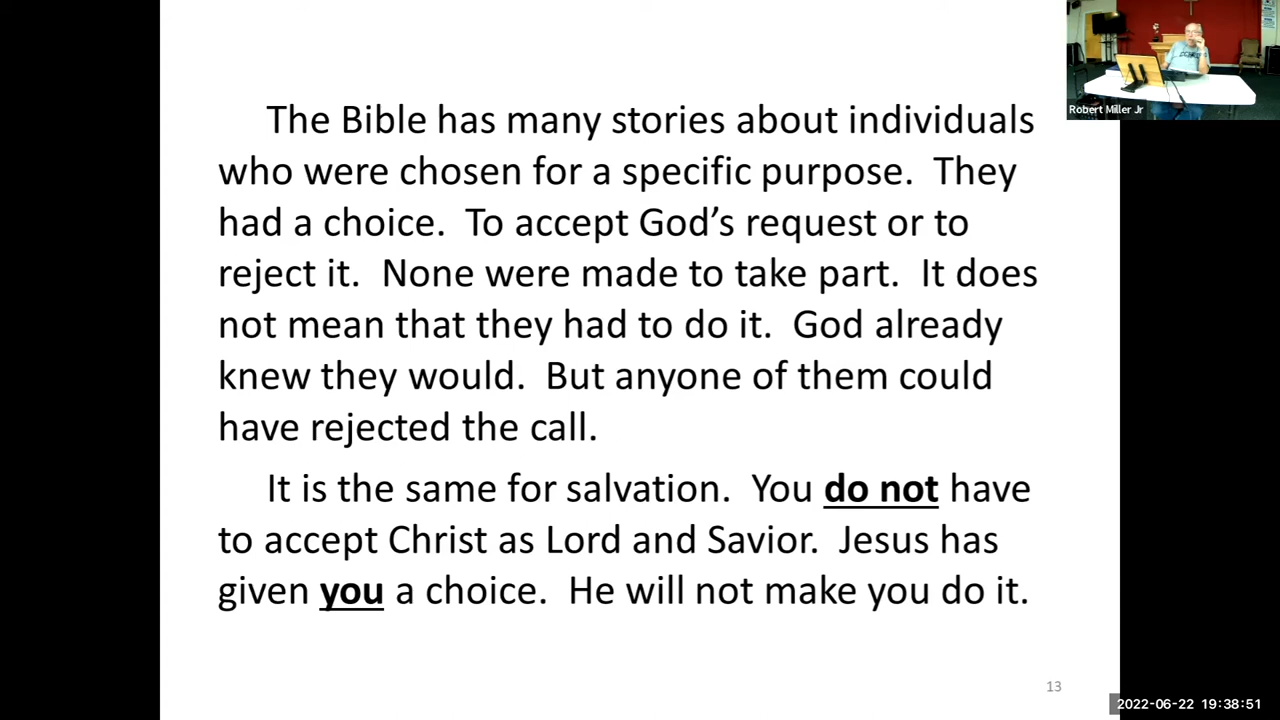 Robert Miller Jr
The Bible has many stories about individuals
who were chosen for a specific purpose.  They
had a choice.  To accept God’s request or to
reject it.  None were made to take part.  It does
not mean that they had to do it.  God already
knew they would.  But anyone of them could
have rejected the call.
It is the same for salvation.  You do not have
to accept Christ as Lord and Savior.  Jesus has
given you a choice.  He will not make you do it.
13
2022-06-22 19:38:51